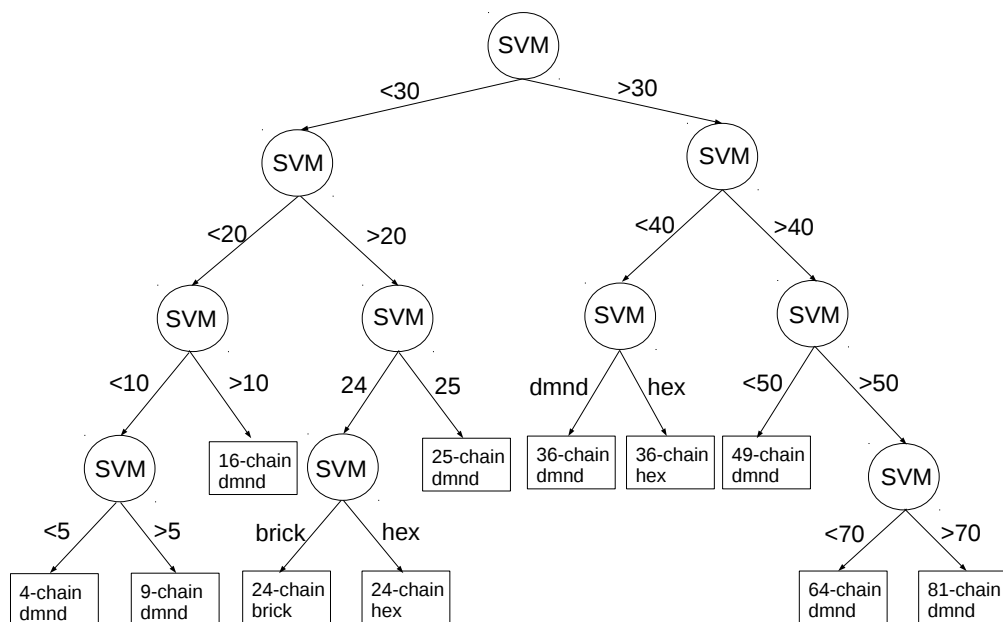 SVM
<30
>30
SVM
SVM
<20
>20
<40
>40
SVM
SVM
SVM
SVM
<10
>10
24
25
dmnd
hex
<50
>50
SVM
16-chain
dmnd
SVM
25-chain
dmnd
36-chain
dmnd
36-chain
hex
49-chain
dmnd
SVM
<5
>5
brick
hex
<70
>70
4-chain
dmnd
9-chain
dmnd
24-chain
brick
24-chain
hex
64-chain
dmnd
81-chain
dmnd